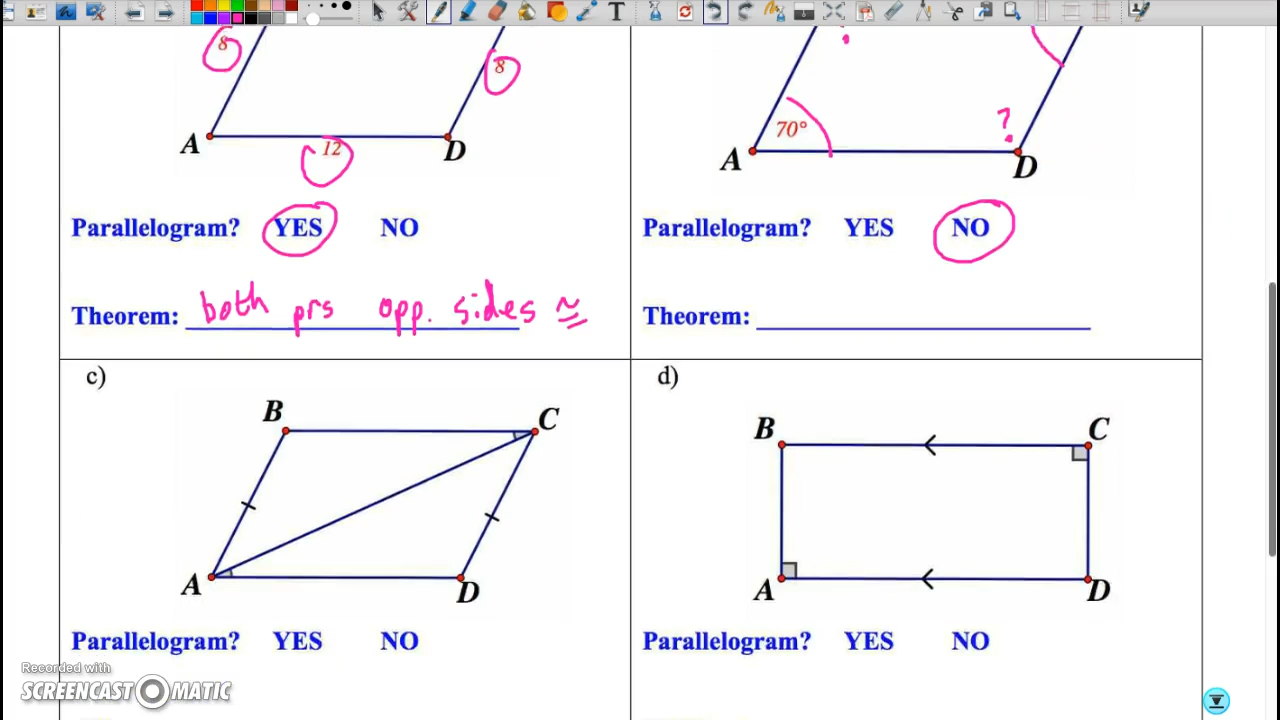 8 8
12
A D
70°
?
A D
Parallelogram? YES NO
Theorem: both prs opp. sides ≅
Parallelogram? YES NO
Theorem:
c)
B C
A D
Parallelogram? YES NO
d)
B C
A D
Parallelogram? YES NO
Recorded with
SCREENCAST MATIC
T